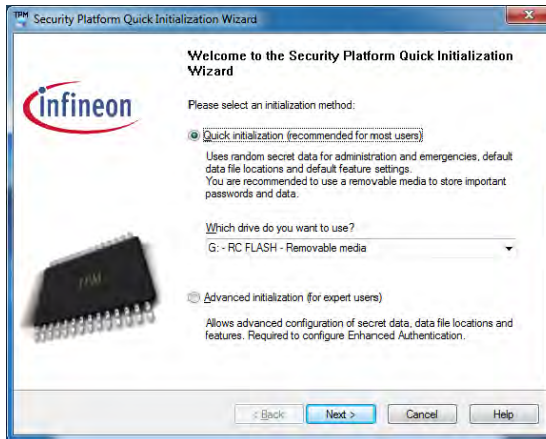 Security Platform Quick Initialization Wizard
Welcome to the Security Platform Quick Initialization
Wizard
infineon
Please select an initialization method:
Quick initialization (recommended for most users)
Uses random secret data for administration and emergencies, default
data file locations and default feature settings.
You are recommended to use a removable media to store important
passwords and data.
Which drive do you want to use?
G: - RC FLASH - Removable media
TPM
Advanced initialization (for expert users)
Allows advanced configuration of secret data, data file locations and
features. Required to configure Enhanced Authentication.
< Back
Next >
Cancel
Help